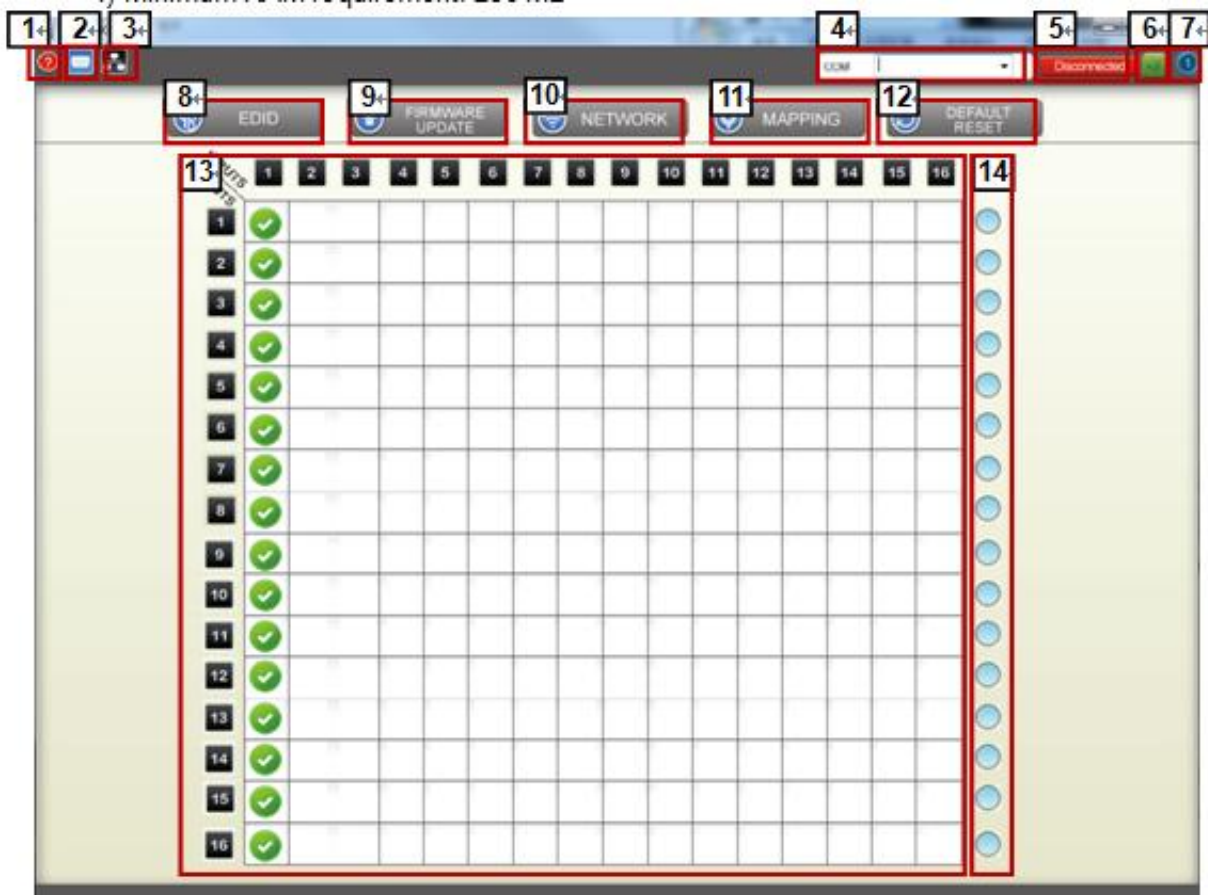 1 2 3 4 5 6 7
COM
Disconnected
8 9 10 11 12
EDID
FIRMWARE
UPDATE
NETWORK
MAPPING
DEFAULT
RESET
13 14
1 2 3 4 5 6 7 8 9 10 11 12 13 14 15 16
1
2
3
4
5
6
7
8
9
10
11
12
13
14
15
16